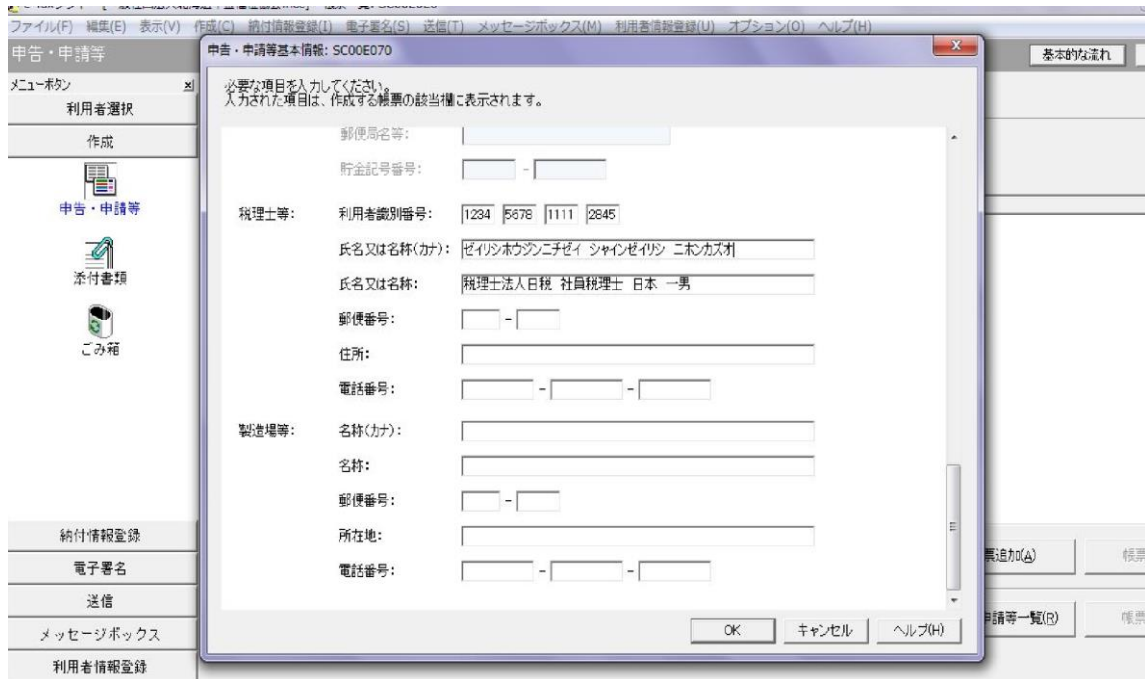 ファイル(F) 編集(E) 表示(V) 作成(C) 納付情報登録(I) 電子署名(S) 送信(T) メッセージボックス(M) 利用者情報登録(U) オプション(O) ヘルプ(H)
申告・申請等
基本的な流れ
メニューボタン
利用者選択
作成
申告・申請等
添付書類
ごみ箱
納付情報登録
電子署名
送信
メッセージボックス
利用者情報登録
申告・申請等基本情報: SC00E070
必要な項目を入力してください。
入力された項目は、作成する帳票の該当欄に表示されます。
郵便局名等:
貯金記号番号: -
税理士等: 利用者識別番号: 1234 5678 1111 2845
氏名又は名称(カナ): ゼイリシホウジンニチゼイ シャインゼイリシ ニホンカズオ
氏名又は名称: 税理士法人日税 社員税理士 日本 一男
郵便番号: -
住所:
電話番号: - -
製造場等: 名称(カナ):
名称:
郵便番号: -
所在地:
電話番号: - -
OK キャンセル ヘルプ(H)
票追加(A) 帳票
申請等一覧(R) 帳票